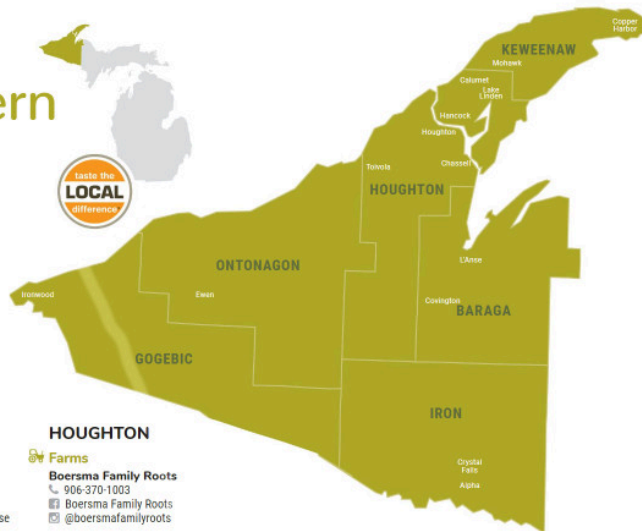 ern
taste the
LOCAL
difference
KEWEENAW
Copper
Harbor
Mohawk
Calumet
Lake
Linden
Hancock
Houghton
Toivola
Chassell
HOUGHTON
ONTONAGON
L'Anse
Ironwood
Ewen
Covington
BARAGA
GOGEBIC
IRON
Crystal
Falls
Alpha
HOUGHTON
Farms
Boersma Family Roots
906-370-1003
Boersma Family Roots
@boersmafamilyroots
se